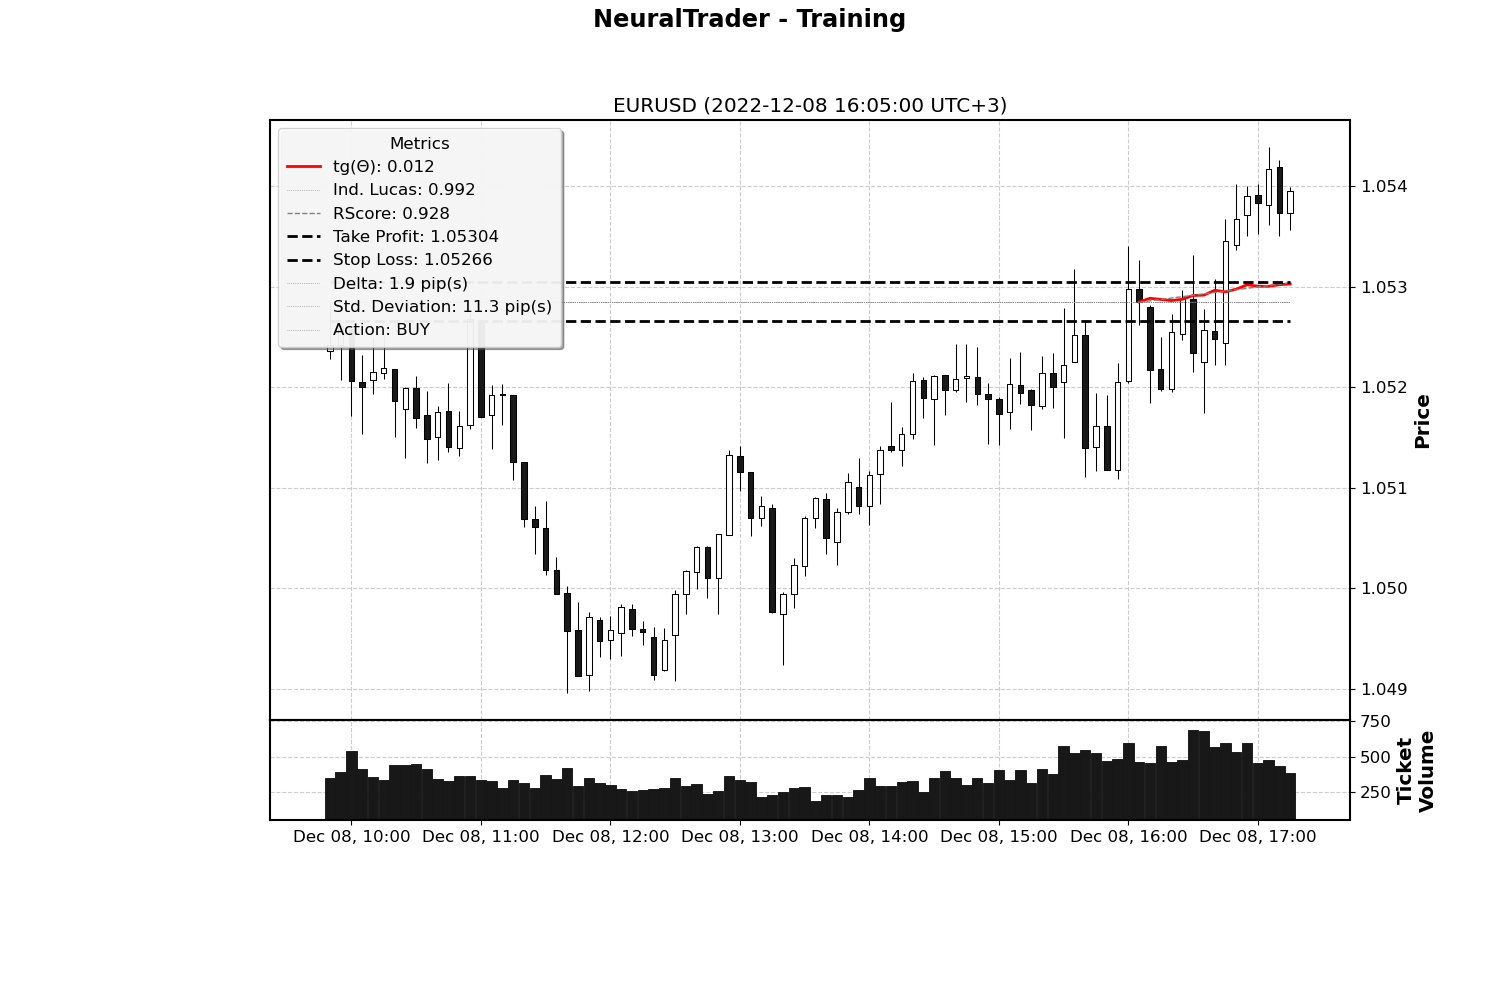 NeuralTrader - Training
EURUSD (2022-12-08 16:05:00 UTC+3)
Metrics
tg(Θ): 0.012
Ind. Lucas: 0.992
RScore: 0.928
Take Profit: 1.05304
Stop Loss: 1.05266
Delta: 1.9 pip(s)
Std. Deviation: 11.3 pip(s)
Action: BUY
1.054
1.053
1.052
1.051
1.050
1.049
Price
750
500
250
Ticket
Volume
Dec 08, 10:00 Dec 08, 11:00 Dec 08, 12:00 Dec 08, 13:00 Dec 08, 14:00 Dec 08, 15:00 Dec 08, 16:00 Dec 08, 17:00